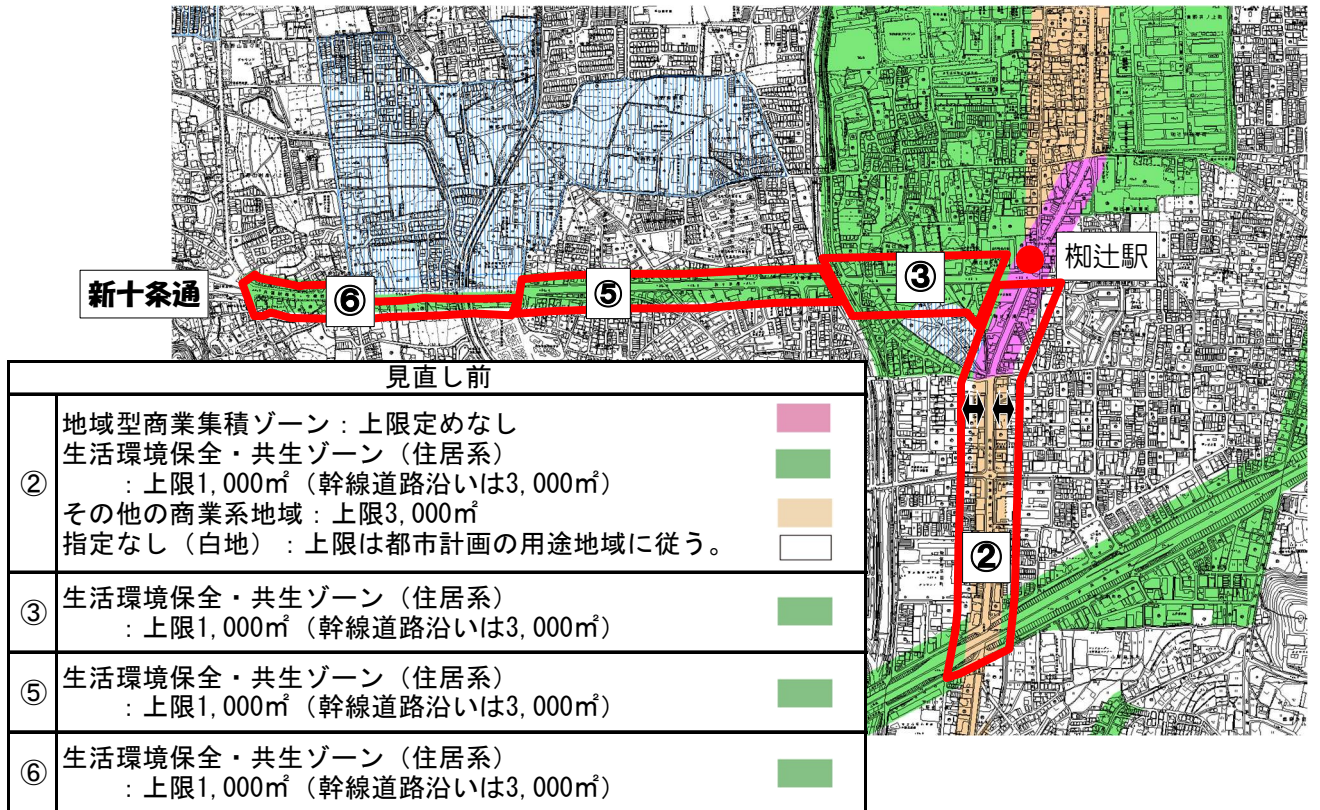 新十条通
⑥
⑤
③
椥辻駅
②
見直し前
②
地域型商業集積ゾーン：上限定めなし
生活環境保全・共生ゾーン（住居系）
：上限1,000㎡（幹線道路沿いは3,000㎡）
その他の商業系地域：上限3,000㎡
指定なし（白地）：上限は都市計画の用途地域に従う。
③
生活環境保全・共生ゾーン（住居系）
：上限1,000㎡（幹線道路沿いは3,000㎡）
⑤
生活環境保全・共生ゾーン（住居系）
：上限1,000㎡（幹線道路沿いは3,000㎡）
⑥
生活環境保全・共生ゾーン（住居系）
：上限1,000㎡（幹線道路沿いは3,000㎡）